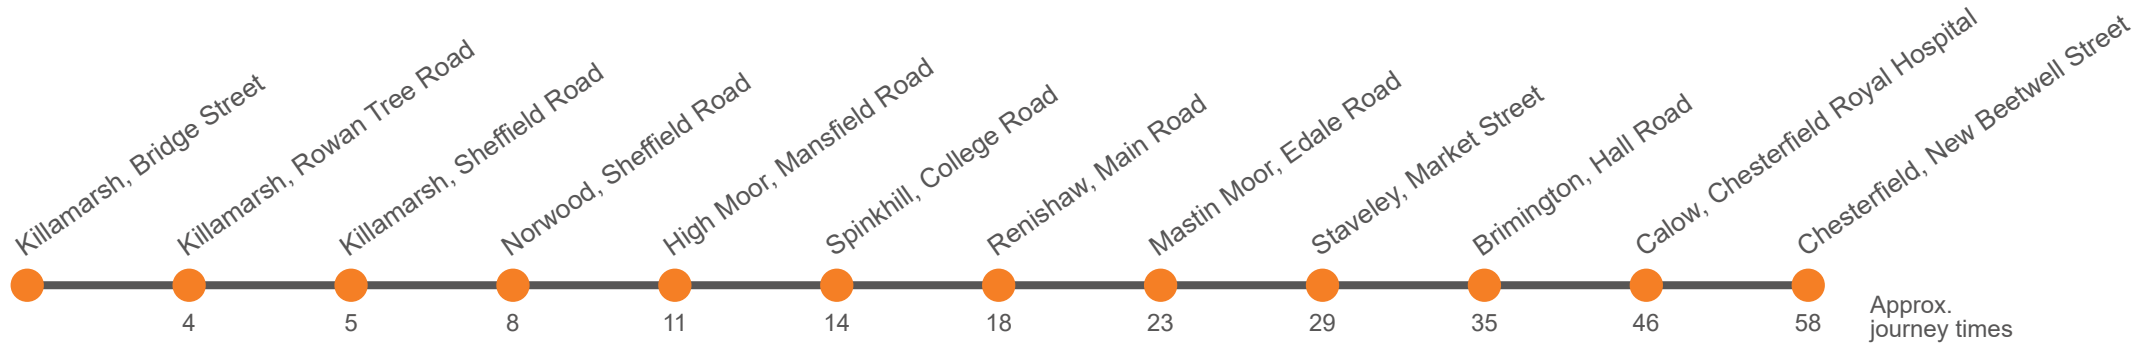 Killamarsh, Bridge Street
Killamarsh, Rowan Tree Road
Killamarsh, Sheffield Road
Norwood, Sheffield Road
High Moor, Mansfield Road
Spinkhill, College Road
Renishaw, Main Road
Mastin Moor, Edale Road
Staveley, Market Street
Brimington, Hall Road
Calow, Chesterfield Royal Hospital
Chesterfield, New Beetwell Street
4 5 8 11 14 18 23 29 35 46 58
Approx.
journey times